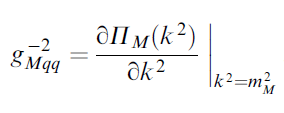 g_{Mqq}^{-2} = \frac{\partial \Pi_M(k^2)}{\partial k^2} \Big|_{k^2=m_M^2}